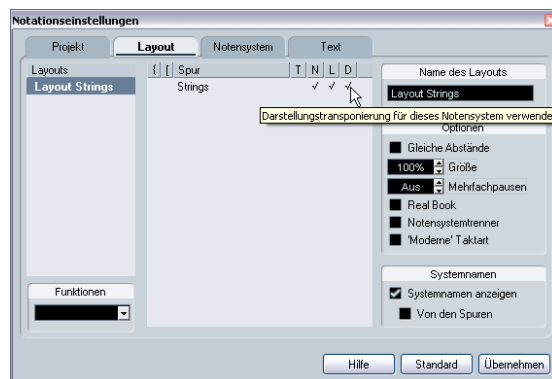 Notationseinstellungen
Projekt Layout Notensystem Text
Layouts
Layout Strings
{ [ Spur T N L D
Strings √ √ √
Name des Layouts
Layout Strings
Darstellungstransponierung für dieses Notensystem verwende
Optionen
Gleiche Abstände
100% Größe
Aus Mehrfachpausen
Real Book
Notensystemtrenner
'Moderne' Taktart
Systemnamen
Systemnamen anzeigen
Von den Spuren
Funktionen
Hilfe Standard Übernehmen